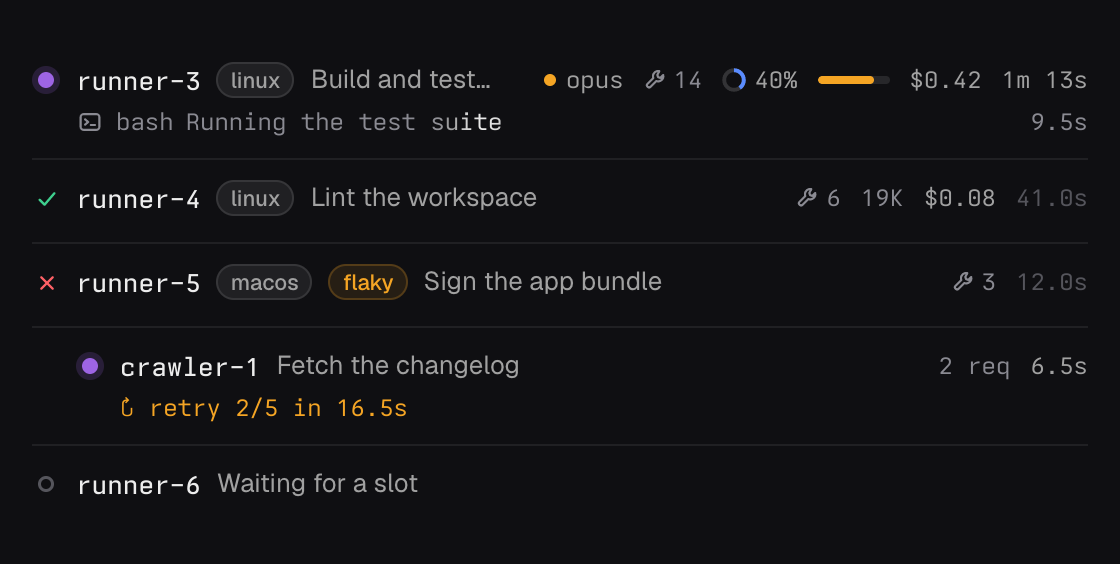 runner-3 linux Build and test… opus 14 40% $0.42 1m 13s
bash Running the test suite 9.5s
runner-4 linux Lint the workspace 6 19K $0.08 41.0s
runner-5 macos flaky Sign the app bundle 3 12.0s
crawler-1 Fetch the changelog 2 req 6.5s
retry 2/5 in 16.5s
runner-6 Waiting for a slot